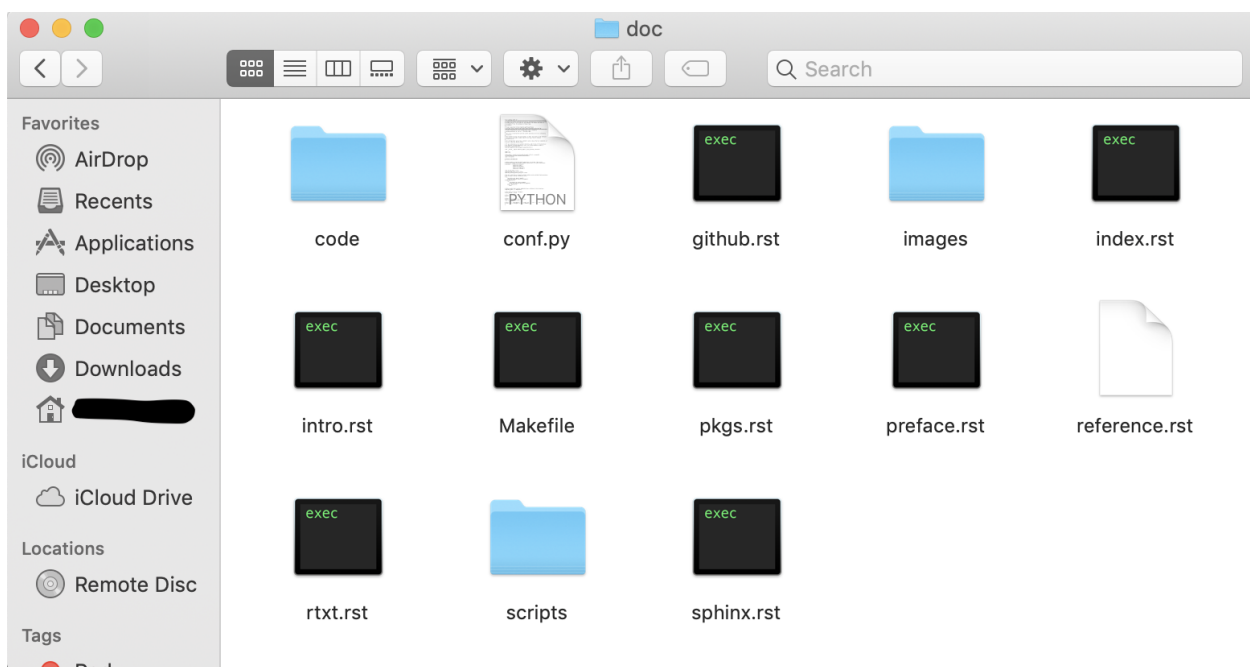 doc
Search
Favorites
AirDrop
Recents
Applications
Desktop
Documents
Downloads
iCloud
iCloud Drive
Locations
Remote Disc
Tags
exec
exec
PYTHON
code
conf.py
github.rst
images
index.rst
exec
exec
exec
exec
intro.rst
Makefile
pkgs.rst
preface.rst
reference.rst
exec
exec
rtxt.rst
scripts
sphinx.rst